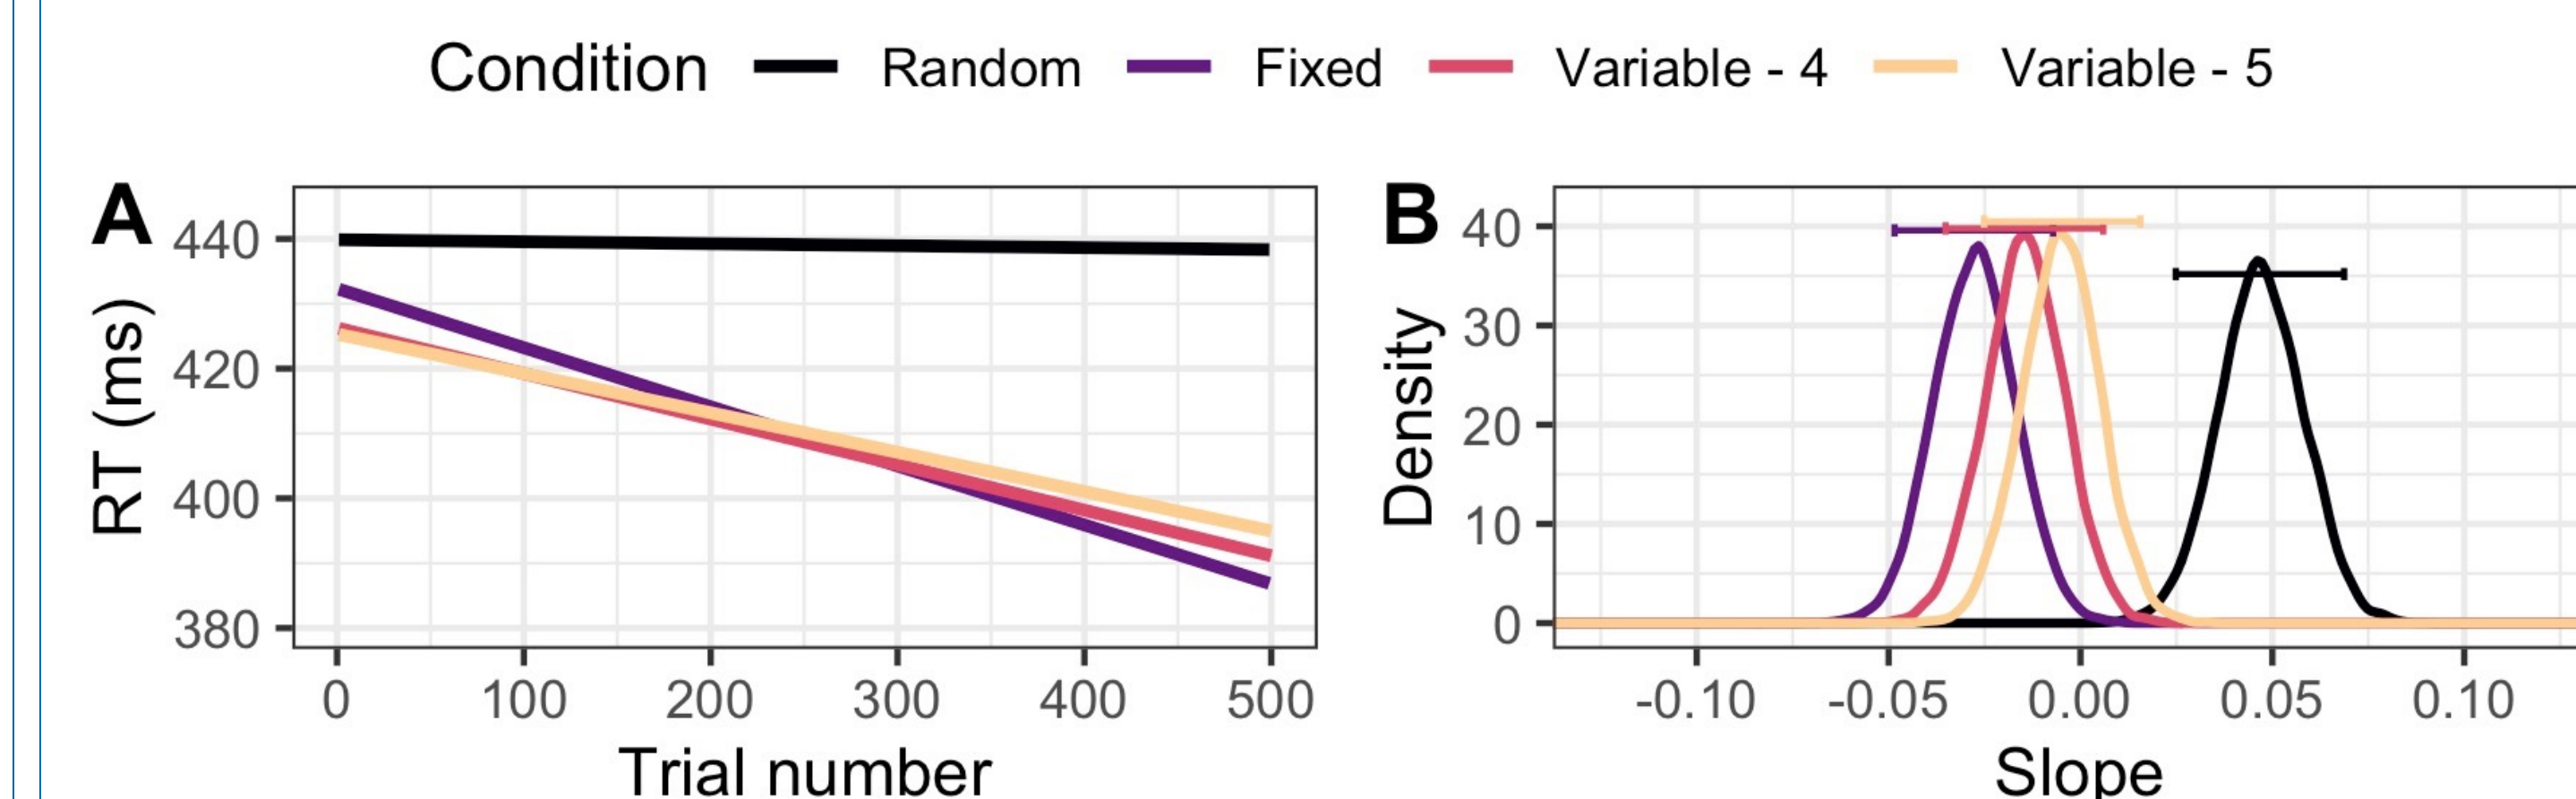 Condition Random Fixed Variable - 4 Variable - 5
A
440
420
400
380
RT (ms)
0 100 200 300 400 500
Trial number
B
40
30
20
10
0
Density
-0.10 -0.05 0.00 0.05 0.10
Slope